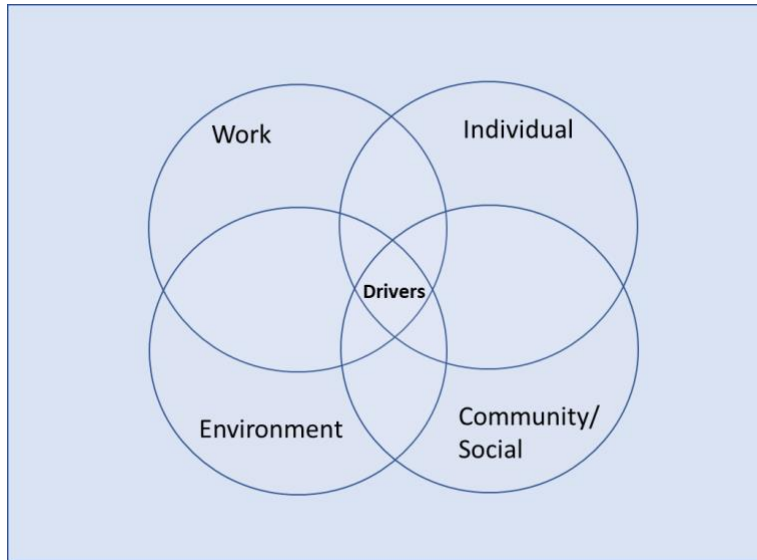 Work
Individual
Drivers
Environment
Community/
Social